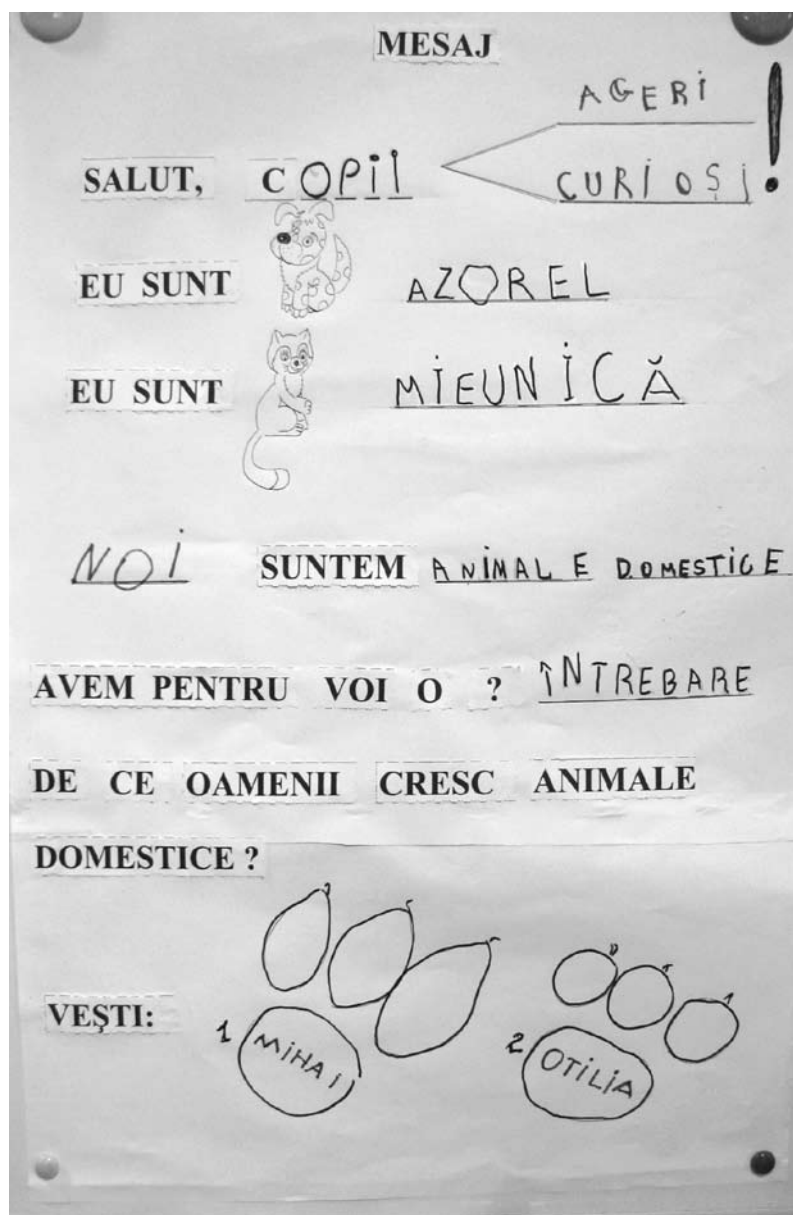 MESAJ
AGERI
SALUT, COPII !
CURIOȘI
EU SUNT AZOREL
EU SUNT MIEUNICĂ
NOI SUNTEM ANIMALE DOMESTICE
AVEM PENTRU VOI O ? ÎNTREBARE
DE CE OAMENII CRESC ANIMALE
DOMESTICE ?
VEŞTI: 1 MIHAI 2 OTILIA